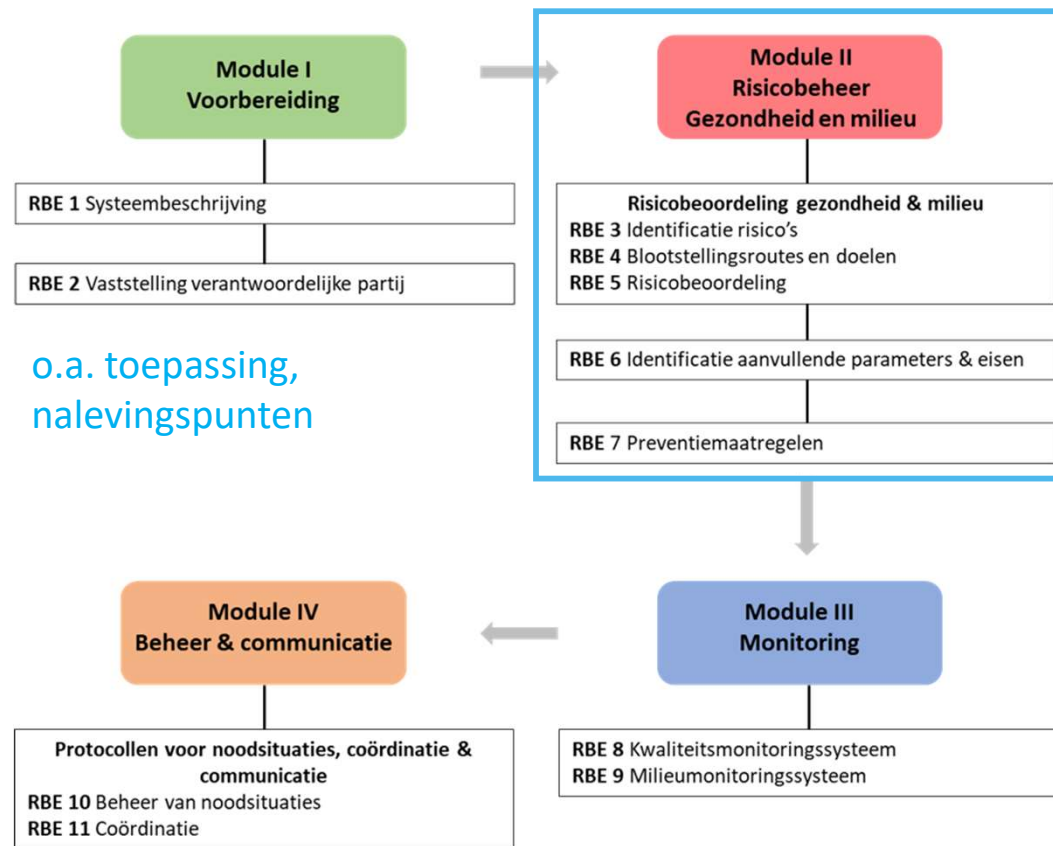 Module I
Voorbereiding
RBE 1 Systeembeschrijving
RBE 2 Vaststelling verantwoordelijke partij
o.a. toepassing,
nalevingspunten
Module II
Risicobeheer
Gezondheid en milieu
Risicobeoordeling gezondheid & milieu
RBE 3 Identificatie risico's
RBE 4 Blootstellingsroutes en doelen
RBE 5 Risicobeoordeling
RBE 6 Identificatie aanvullende parameters & eisen
RBE 7 Preventiemaatregelen
Module III
Monitoring
RBE 8 Kwaliteitsmonitoringssysteem
RBE 9 Milieumonitoringssysteem
Module IV
Beheer & communicatie
Protocollen voor noodsituaties, coördinatie &
communicatie
RBE 10 Beheer van noodsituaties
RBE 11 Coördinatie